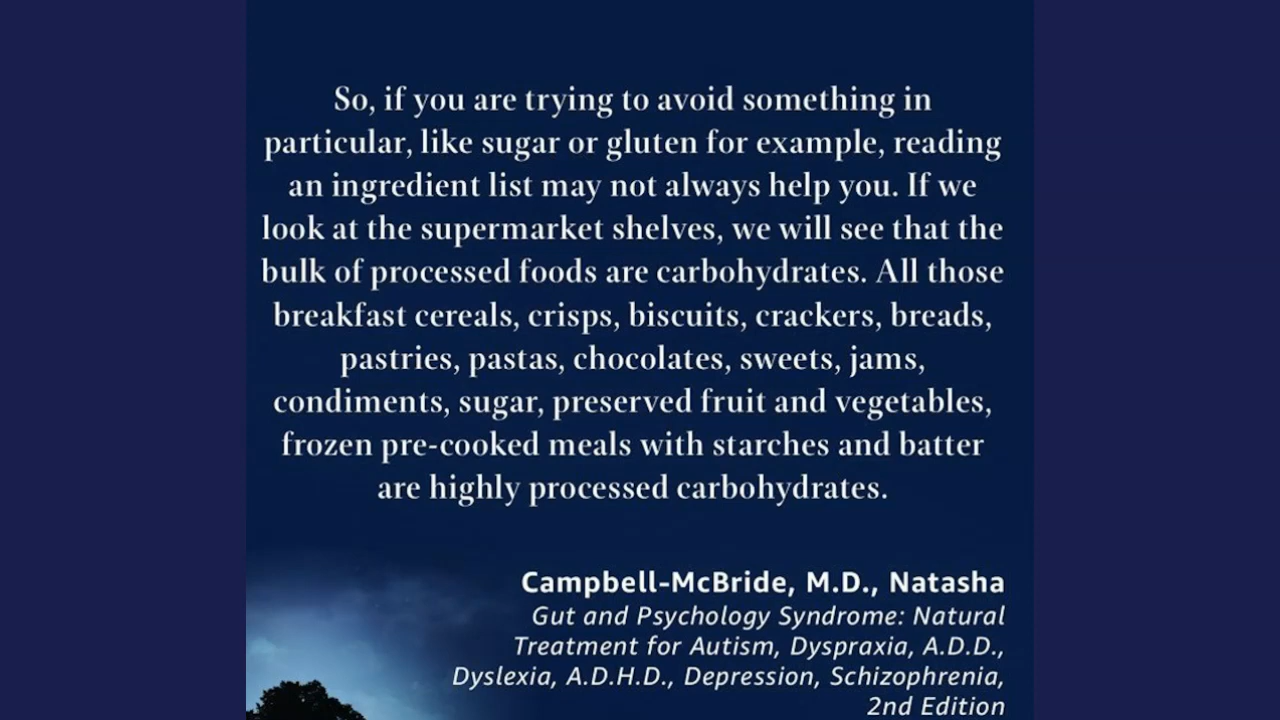 So, if you are trying to avoid something in
particular, like sugar or gluten for example, reading
an ingredient list may not always help you. If we
look at the supermarket shelves, we will see that the
bulk of processed foods are carbohydrates. All those
breakfast cereals, crisps, biscuits, crackers, breads,
pastries, pastas, chocolates, sweets, jams,
condiments, sugar, preserved fruit and vegetables,
frozen pre-cooked meals with starches and batter
are highly processed carbohydrates.
Campbell-McBride, M.D., Natasha
Gut and Psychology Syndrome: Natural
Treatment for Autism, Dyspraxia, A.D.D.,
Dyslexia, A.D.H.D., Depression, Schizophrenia,
2nd Edition